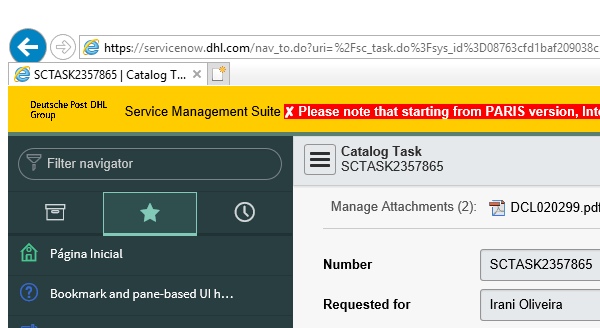 https://servicenow.dhl.com/nav_to.do?uri=%2Fsc_task.do%3Fsys_id%3D08763cfd1baf209038c
SCTASK2357865 | Catalog T...
Deutsche Post DHL
Group
Service Management Suite ✘ Please note that starting from PARIS version, Inte
Filter navigator
Catalog Task
SCTASK2357865
Manage Attachments (2): DCL020299.pdf
Página Inicial
Number SCTASK2357865
Bookmark and pane-based UI h...
Requested for Irani Oliveira